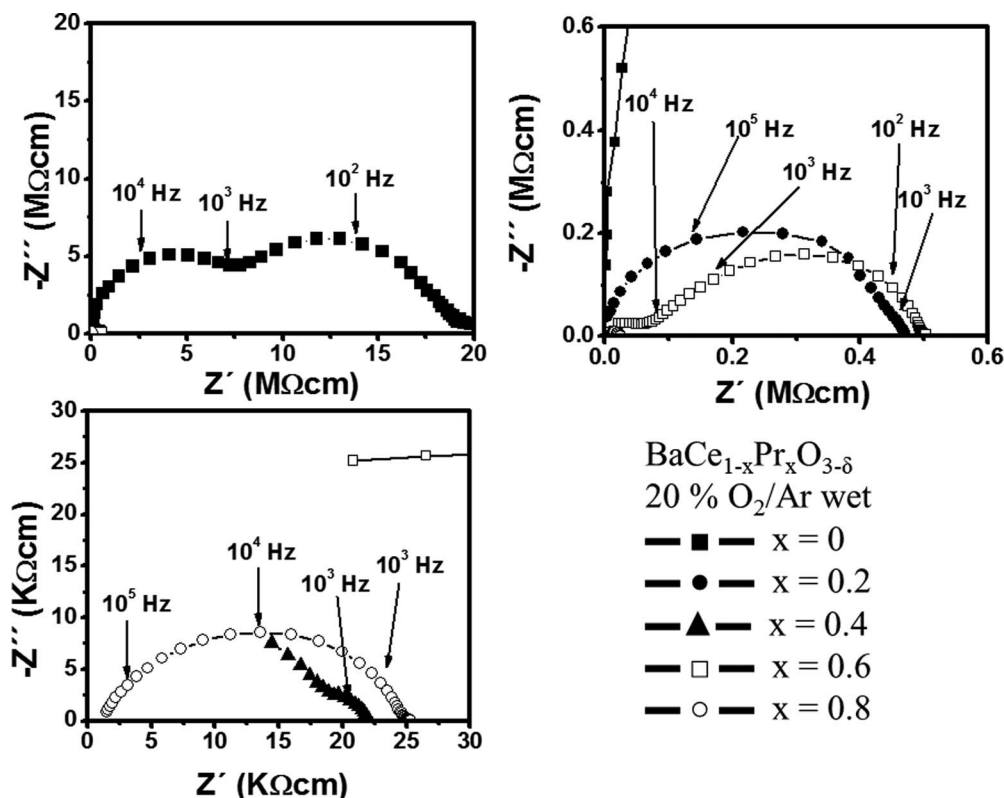 20
15
10
5
0
-Z´´ (MΩcm)
10⁴ Hz
10³ Hz
10² Hz
0 5 10 15 20
Z´ (MΩcm)
0.6
0.4
0.2
0.0
-Z´´ (MΩcm)
10⁴ Hz
10⁵ Hz
10³ Hz
10² Hz
10³ Hz
0.0 0.2 0.4 0.6
Z´ (MΩcm)
30
25
20
15
10
5
0
-Z´´ (KΩcm)
10⁵ Hz
10⁴ Hz
10³ Hz
10³ Hz
0 5 10 15 20 25 30
Z´ (KΩcm)
BaCe₁₋ₓPrₓO₃₋δ
20 % O₂/Ar wet
x = 0
x = 0.2
x = 0.4
x = 0.6
x = 0.8